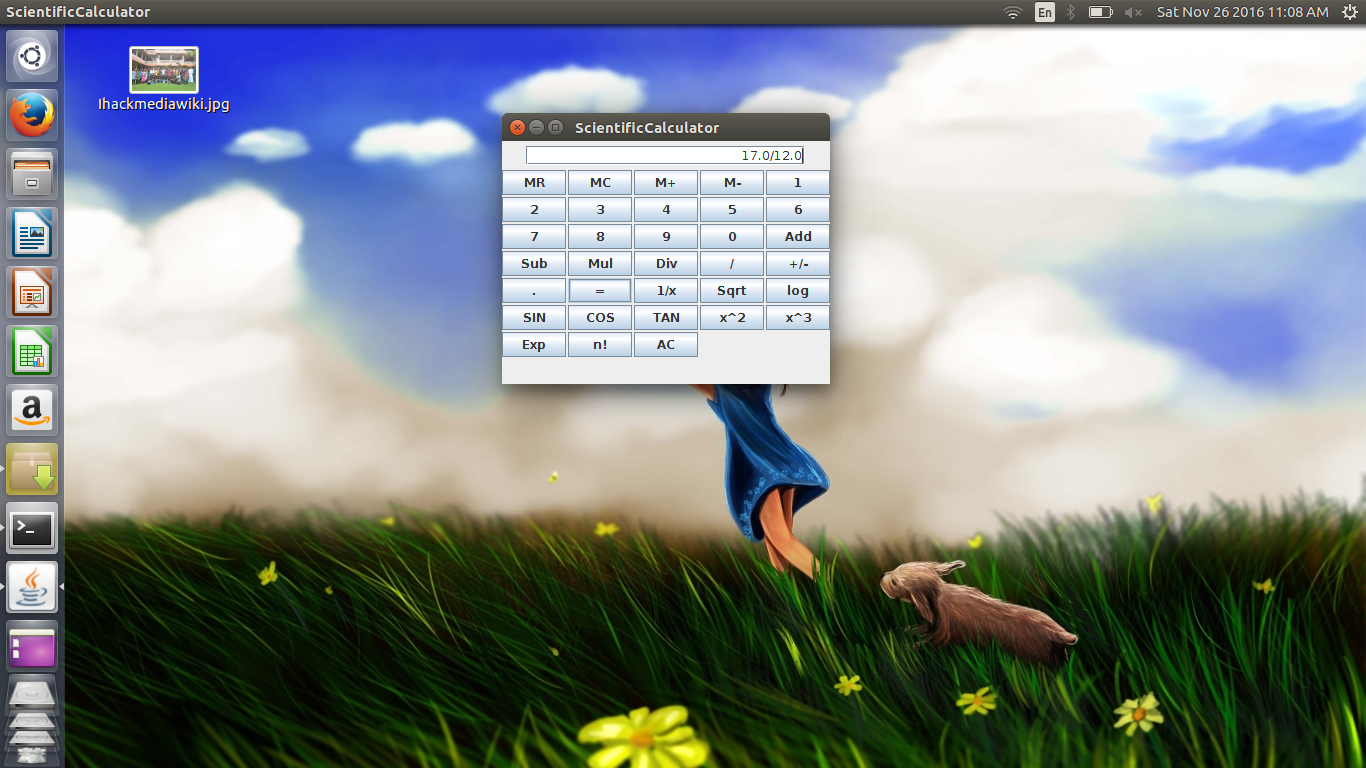 ScientificCalculator
En
Sat Nov 26 2016 11:08 AM
Ihackmediawiki.jpg
ScientificCalculator
17.0/12.0
MR MC M+ M- 1
2 3 4 5 6
7 8 9 0 Add
Sub Mul Div / +/-
. = 1/x Sqrt log
SIN COS TAN x^2 x^3
Exp n! AC
a
>_